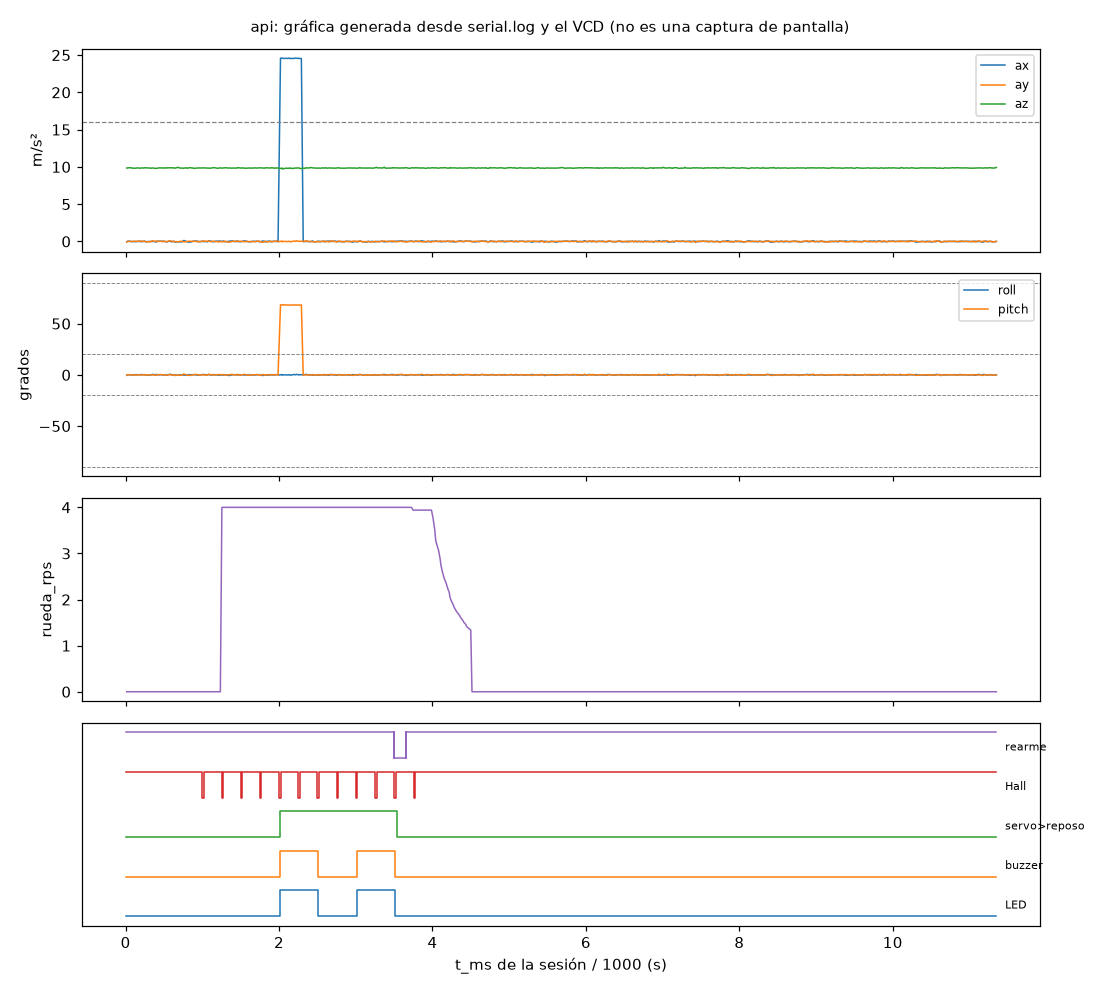 api: gráfica generada desde serial.log y el VCD (no es una captura de pantalla)
25
20
15
10
5
0
m/s²
ax
ay
az
50
0
−50
grados
roll
pitch
4
3
2
1
0
rueda_rps
rearme
Hall
servo>reposo
buzzer
LED
0 2 4 6 8 10
t_ms de la sesión / 1000 (s)